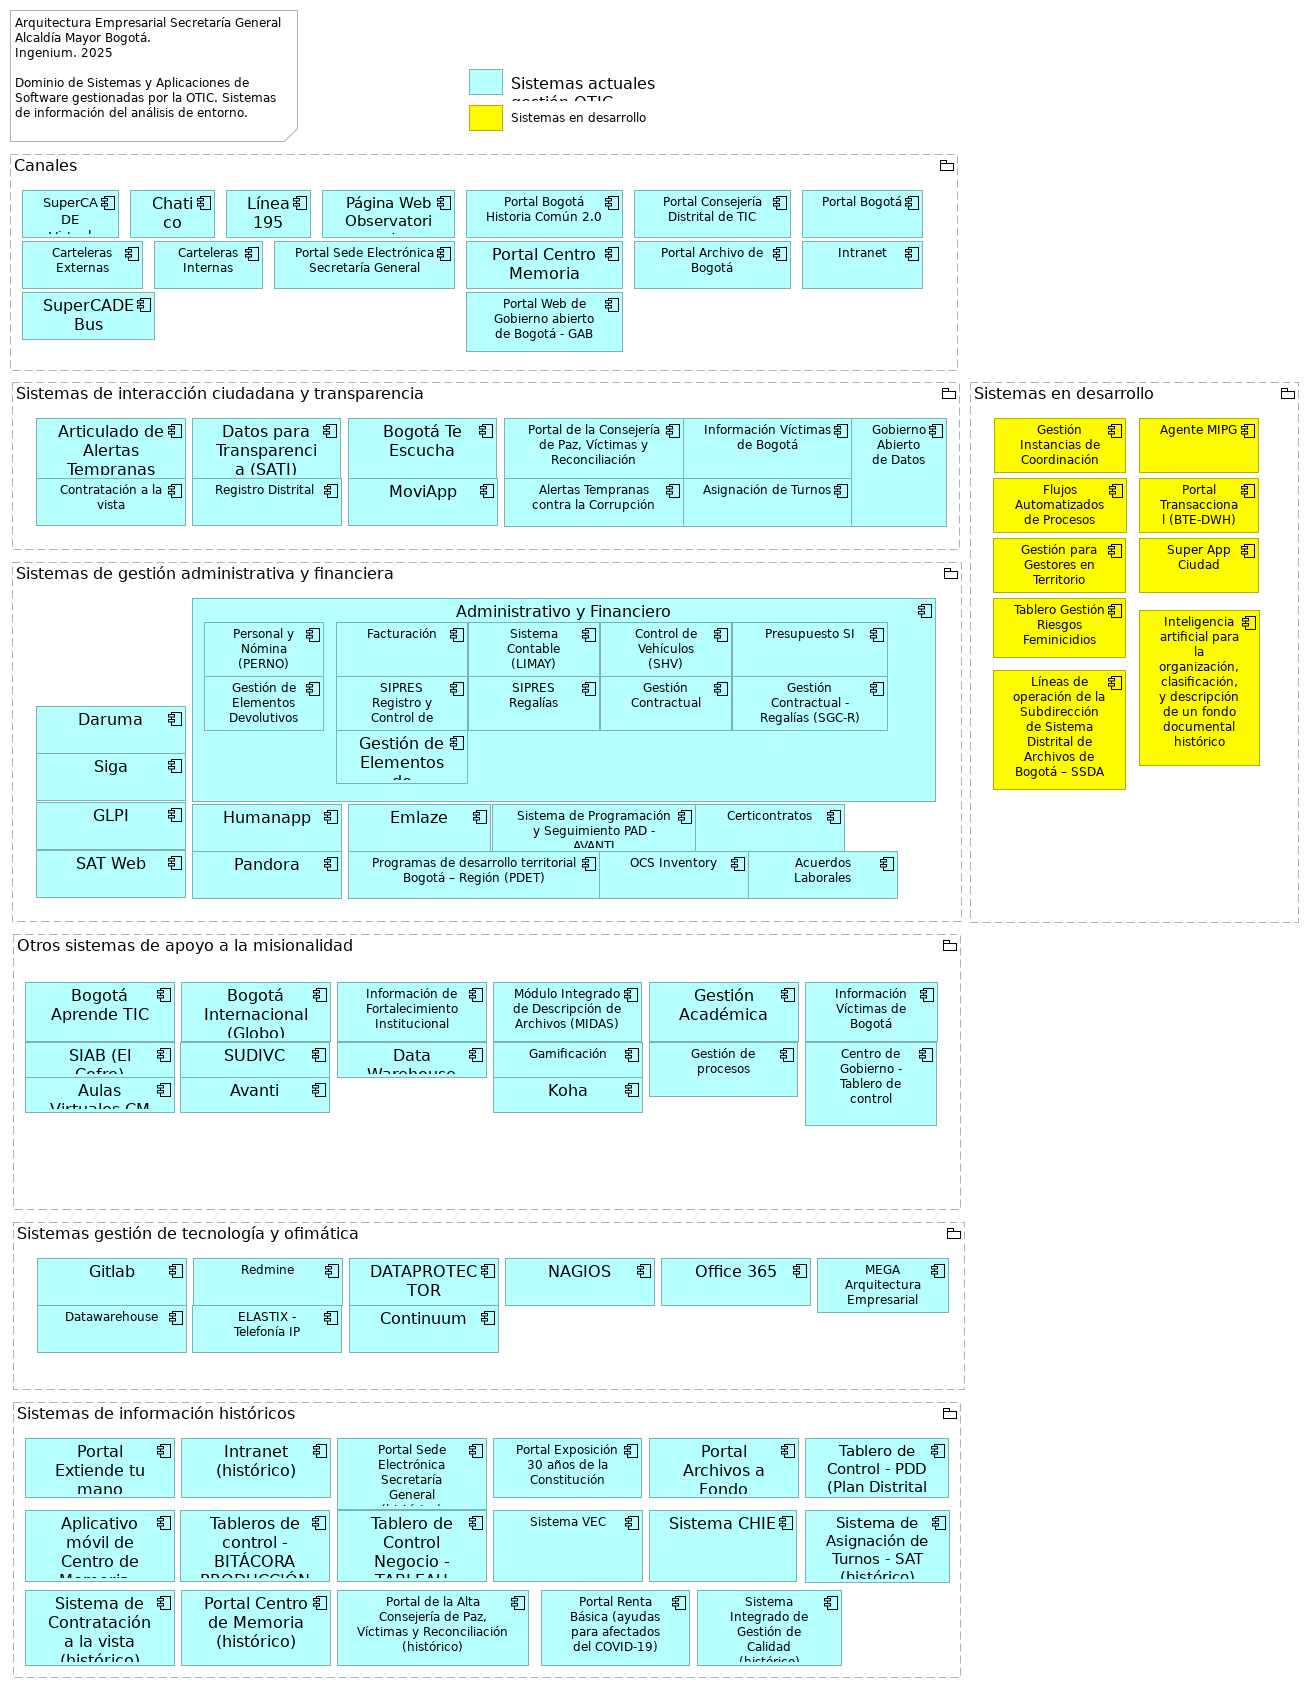 Arquitectura Empresarial Secretaría General
Alcaldía Mayor Bogotá.
Ingenium. 2025
Dominio de Sistemas y Aplicaciones de
Software gestionadas por la OTIC. Sistemas
de información del análisis de entorno.
Sistemas actuales
gestión OTIC
Sistemas en desarrollo
Canales
SuperCA
DE
Virtual
Chati
co
Línea
195
Página Web
Observatori
Portal Bogotá
Historia Común 2.0
Portal Consejería
Distrital de TIC
Portal Bogotá
Carteleras
Externas
Carteleras
Internas
Portal Sede Electrónica
Secretaría General
Portal Centro
Memoria
Portal Archivo de
Bogotá
Intranet
SuperCADE
Bus
Portal Web de
Gobierno abierto
de Bogotá - GAB
Sistemas de interacción ciudadana y transparencia
Articulado de
Alertas
Tempranas
Datos para
Transparenci
a (SATI)
Bogotá Te
Escucha
Portal de la Consejería
de Paz, Víctimas y
Reconciliación
Información Víctimas
de Bogotá
Gobierno
Abierto
de Datos
Contratación a la
vista
Registro Distrital
MoviApp
Alertas Tempranas
contra la Corrupción
Asignación de Turnos
Sistemas en desarrollo
Gestión
Instancias de
Coordinación
Agente MIPG
Flujos
Automatizados
de Procesos
Portal
Transacciona
l (BTE-DWH)
Gestión para
Gestores en
Territorio
Super App
Ciudad
Tablero Gestión
Riesgos
Feminicidios
Inteligencia
artificial para
la
organización,
clasificación,
y descripción
de un fondo
documental
histórico
Líneas de
operación de la
Subdirección
de Sistema
Distrital de
Archivos de
Bogotá – SSDA
Sistemas de gestión administrativa y financiera
Administrativo y Financiero
Personal y
Nómina
(PERNO)
Facturación
Sistema
Contable
(LIMAY)
Control de
Vehículos
(SHV)
Presupuesto SI
Gestión de
Elementos
Devolutivos
SIPRES
Registro y
Control de
SIPRES
Regalías
Gestión
Contractual
Gestión
Contractual -
Regalías (SGC-R)
Gestión de
Elementos
de
Daruma
Siga
GLPI
SAT Web
Humanapp
Emlaze
Sistema de Programación
y Seguimiento PAD -
AVANTI
Certicontratos
Pandora
Programas de desarrollo territorial
Bogotá – Región (PDET)
OCS Inventory
Acuerdos
Laborales
Otros sistemas de apoyo a la misionalidad
Bogotá
Aprende TIC
Bogotá
Internacional
(Globo)
Información de
Fortalecimiento
Institucional
Módulo Integrado
de Descripción de
Archivos (MIDAS)
Gestión
Académica
Información
Víctimas de
Bogotá
SIAB (El
Cofre)
SUDIVC
Data
Warehouse
Gamificación
Gestión de
procesos
Centro de
Gobierno -
Tablero de
control
Aulas
Virtuales CM
Avanti
Koha
Sistemas gestión de tecnología y ofimática
Gitlab
Redmine
DATAPROTEC
TOR
NAGIOS
Office 365
MEGA
Arquitectura
Empresarial
Datawarehouse
ELASTIX -
Telefonía IP
Continuum
Sistemas de información históricos
Portal
Extiende tu
mano
Intranet
(histórico)
Portal Sede
Electrónica
Secretaría
General
(histórico)
Portal Exposición
30 años de la
Constitución
Portal
Archivos a
Fondo
Tablero de
Control - PDD
(Plan Distrital
Aplicativo
móvil de
Centro de
Memoria
Tableros de
control -
BITÁCORA
PRODUCCIÓN
Tablero de
Control
Negocio -
TABLEAU
Sistema VEC
Sistema CHIE
Sistema de
Asignación de
Turnos - SAT
(histórico)
Sistema de
Contratación
a la vista
(histórico)
Portal Centro
de Memoria
(histórico)
Portal de la Alta
Consejería de Paz,
Víctimas y Reconciliación
(histórico)
Portal Renta
Básica (ayudas
para afectados
del COVID-19)
Sistema
Integrado de
Gestión de
Calidad
(histórico)